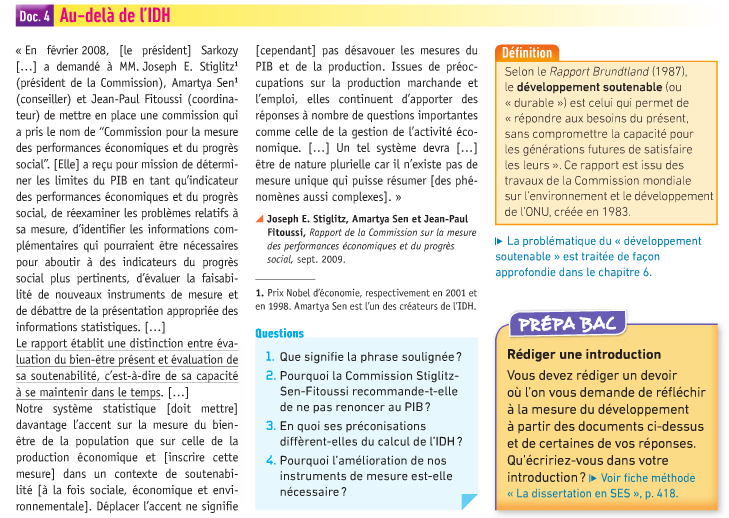 Doc. 4 Au-delà de l'IDH
« En février 2008, [le président] Sarkozy
[…] a demandé à MM. Joseph E. Stiglitz¹
(président de la Commission), Amartya Sen¹
(conseiller) et Jean-Paul Fitoussi (coordina-
teur) de mettre en place une commission qui
a pris le nom de "Commission pour la mesure
des performances économiques et du progrès
social". [Elle] a reçu pour mission de détermi-
ner les limites du PIB en tant qu'indicateur
des performances économiques et du progrès
social, de réexaminer les problèmes relatifs à
sa mesure, d'identifier les informations com-
plémentaires qui pourraient être nécessaires
pour aboutir à des indicateurs du progrès
social plus pertinents, d'évaluer la faisabi-
lité de nouveaux instruments de mesure et
de débattre de la présentation appropriée des
informations statistiques. […]
Le rapport établit une distinction entre éva-
luation du bien-être présent et évaluation de
sa soutenabilité, c'est-à-dire de sa capacité
à se maintenir dans le temps. […]
Notre système statistique [doit mettre]
davantage l'accent sur la mesure du bien-
être de la population que sur celle de la
production économique et [inscrire cette
mesure] dans un contexte de soutenabi-
lité [à la fois sociale, économique et envi-
ronnementale]. Déplacer l'accent ne signifie
[cependant] pas désavouer les mesures du
PIB et de la production. Issues de préoc-
cupations sur la production marchande et
l'emploi, elles continuent d'apporter des
réponses à nombre de questions importantes
comme celle de la gestion de l'activité éco-
nomique. […] Un tel système devra […]
être de nature plurielle car il n'existe pas de
mesure unique qui puisse résumer [des phé-
nomènes aussi complexes]. »
Joseph E. Stiglitz, Amartya Sen et Jean-Paul
Fitoussi, Rapport de la Commission sur la mesure
des performances économiques et du progrès
social, sept. 2009.
1. Prix Nobel d'économie, respectivement en 2001 et
en 1998. Amartya Sen est l'un des créateurs de l'IDH.
Questions
1. Que signifie la phrase soulignée ?
2. Pourquoi la Commission Stiglitz-
Sen-Fitoussi recommande-t-elle
de ne pas renoncer au PIB ?
3. En quoi ses préconisations
diffèrent-elles du calcul de l'IDH ?
4. Pourquoi l'amélioration de nos
instruments de mesure est-elle
nécessaire ?
Définition
Selon le Rapport Brundtland (1987),
le développement soutenable (ou
« durable ») est celui qui permet de
« répondre aux besoins du présent,
sans compromettre la capacité pour
les générations futures de satisfaire
les leurs ». Ce rapport est issu des
travaux de la Commission mondiale
sur l'environnement et le développement
de l'ONU, créée en 1983.
La problématique du « développement
soutenable » est traitée de façon
approfondie dans le chapitre 6.
PRÉPA BAC
Rédiger une introduction
Vous devez rédiger un devoir
où l'on vous demande de réfléchir
à la mesure du développement
à partir des documents ci-dessus
et de certaines de vos réponses.
Qu'écririez-vous dans votre
introduction ? Voir fiche méthode
« La dissertation en SES », p. 418.